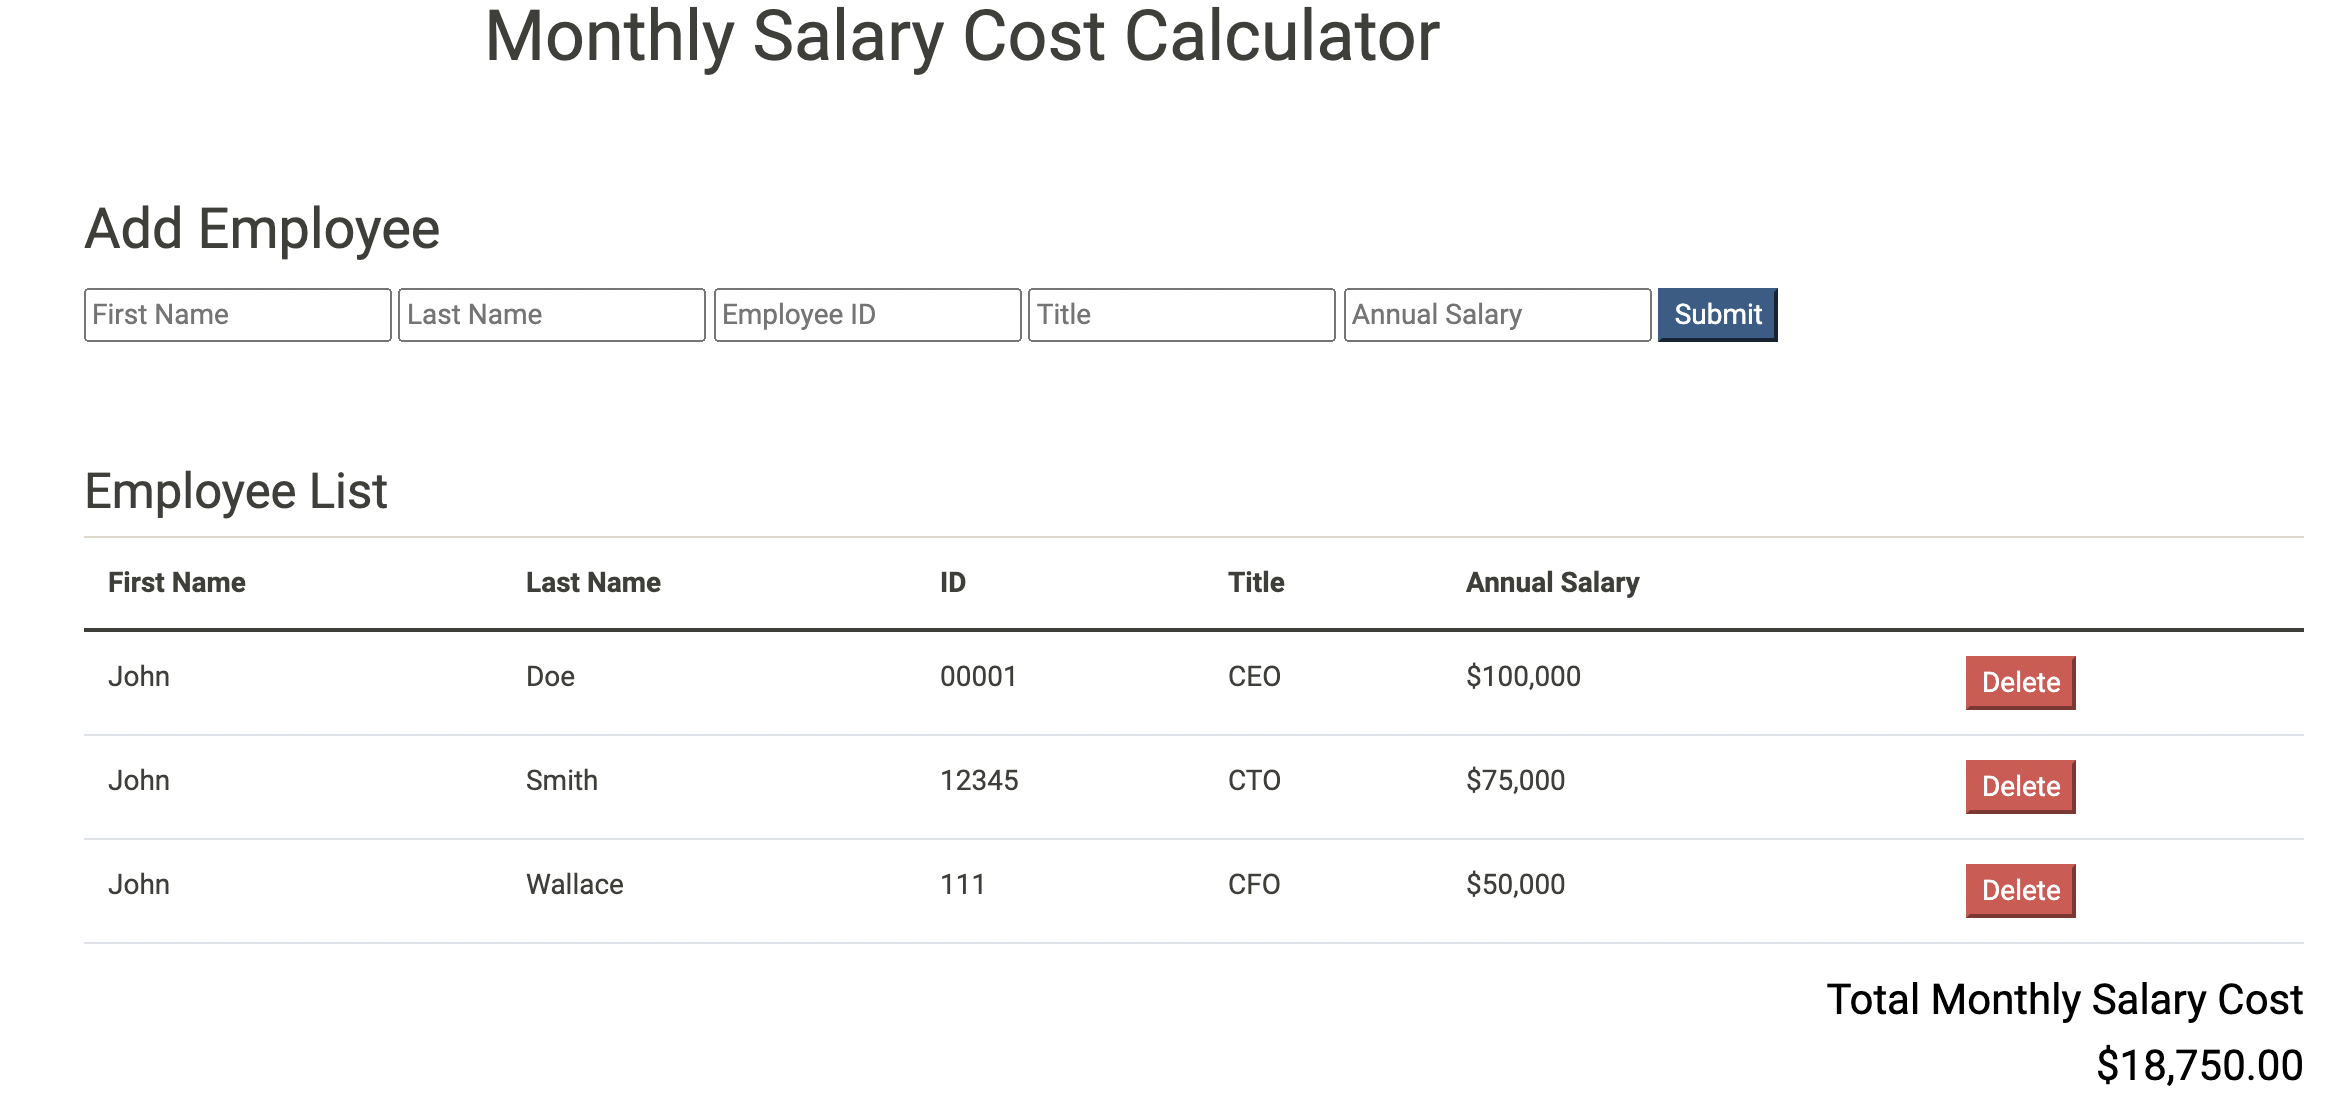 Monthly Salary Cost Calculator
Add Employee
First Name Last Name Employee ID Title Annual Salary Submit
Employee List
First Name Last Name ID Title Annual Salary
John Doe 00001 CEO $100,000 Delete
John Smith 12345 CTO $75,000 Delete
John Wallace 111 CFO $50,000 Delete
Total Monthly Salary Cost
$18,750.00